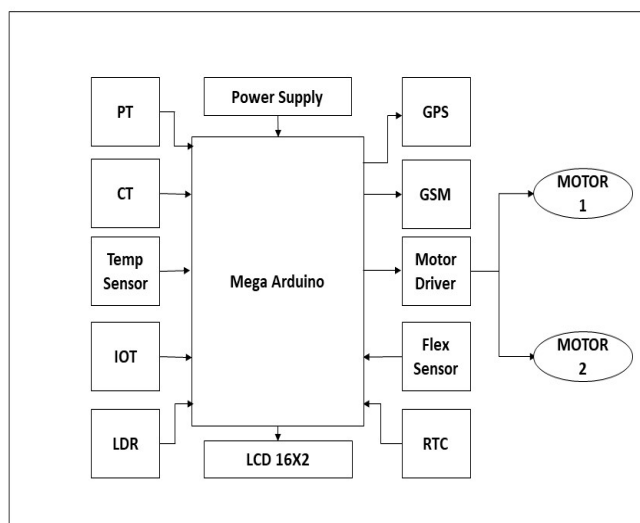 Power Supply
PT
GPS
CT
GSM
MOTOR
1
Temp
Sensor
Mega Arduino
Motor
Driver
IOT
Flex
Sensor
MOTOR
2
LDR
LCD 16X2
RTC